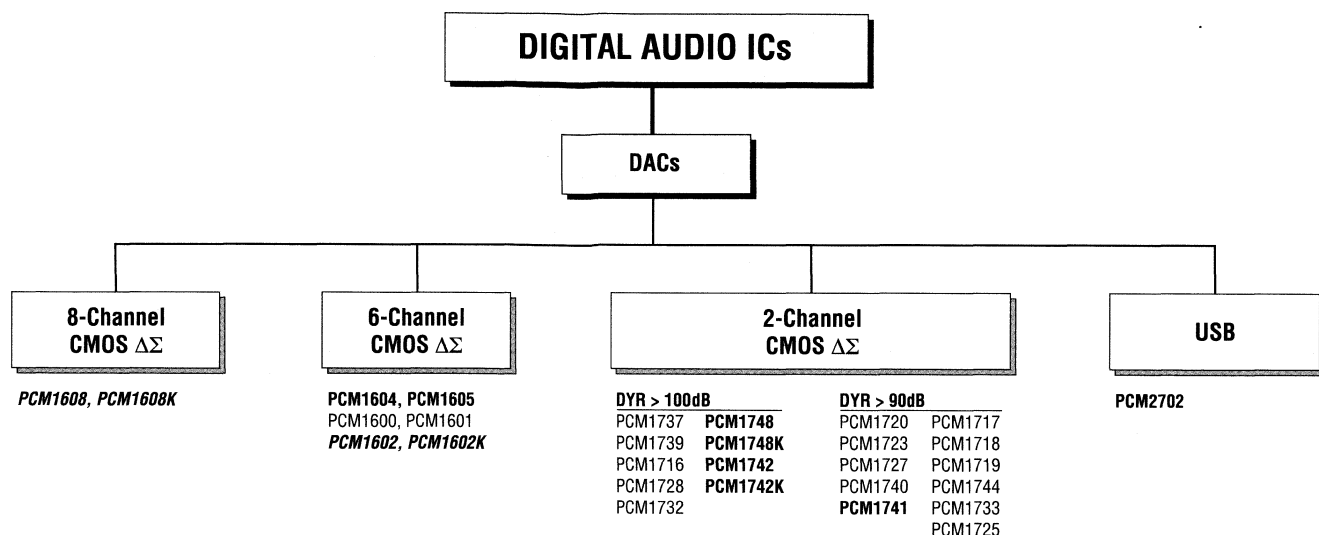 DIGITAL AUDIO ICs
DACs
8-Channel
CMOS ΔΣ
PCM1608, PCM1608K
6-Channel
CMOS ΔΣ
PCM1604, PCM1605
PCM1600, PCM1601
PCM1602, PCM1602K
2-Channel
CMOS ΔΣ
DYR > 100dB
PCM1737 PCM1748
PCM1739 PCM1748K
PCM1716 PCM1742
PCM1728 PCM1742K
PCM1732
DYR > 90dB
PCM1720 PCM1717
PCM1723 PCM1718
PCM1727 PCM1719
PCM1740 PCM1744
PCM1741 PCM1733
PCM1725
USB
PCM2702